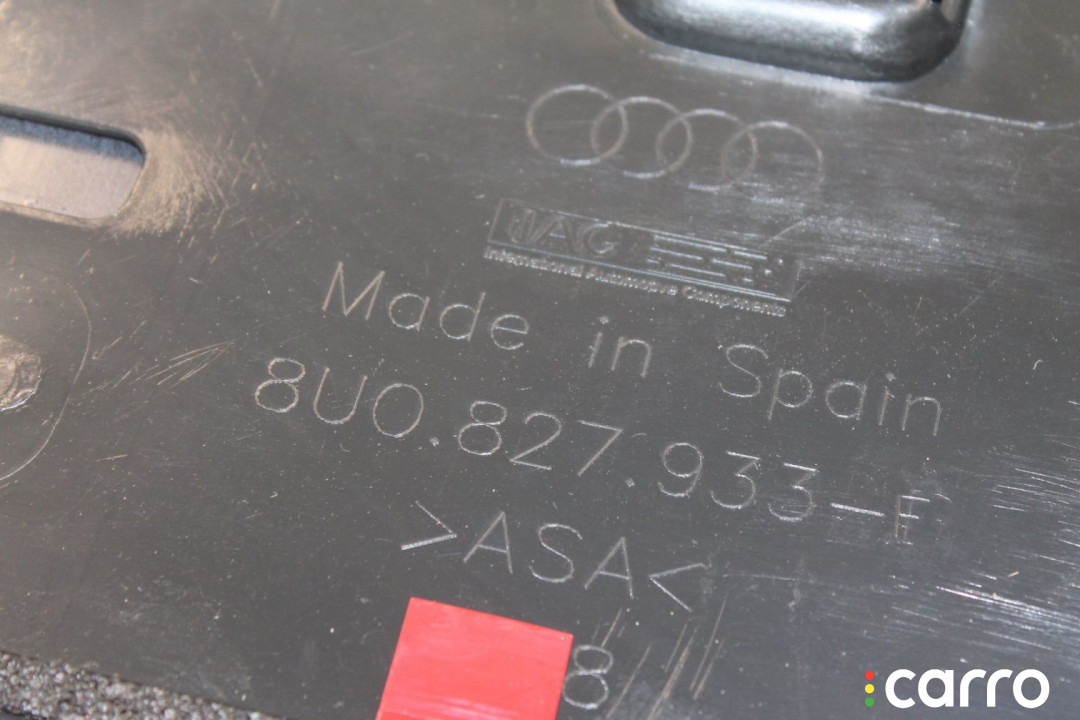 IAC
International Automotive Components
Made in Spain
8U0.827.933-F
>ASA<
8
carro